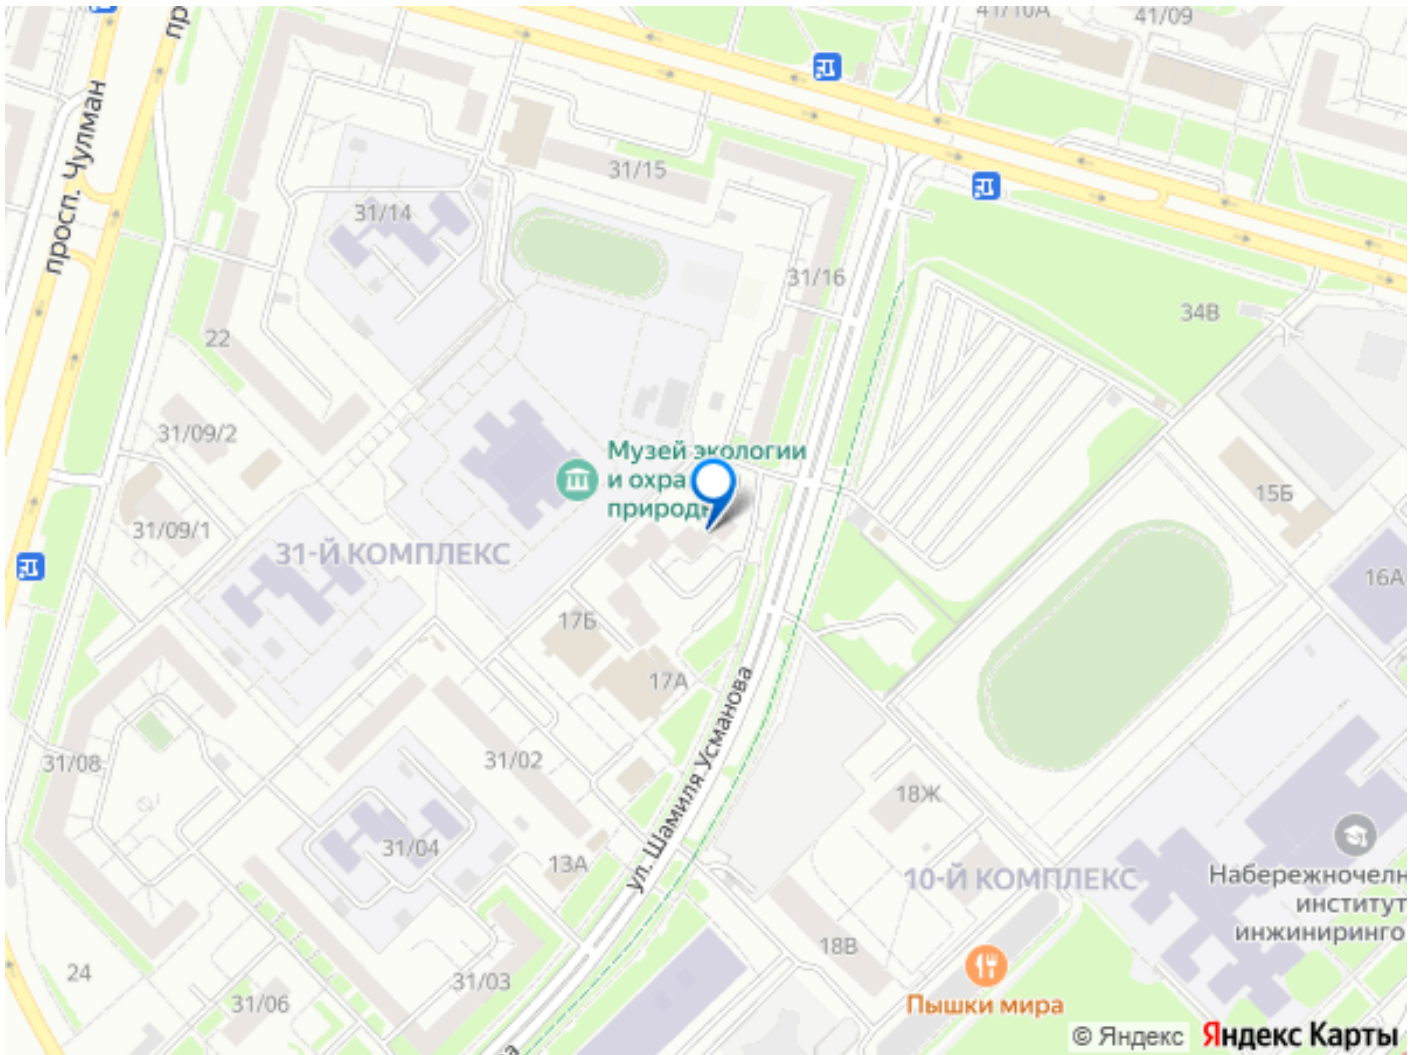 41/10А
41/09
пр
просп. Чулман
31/15
31/14
31/16
34В
22
31/09/2
Музей экологии
и охра
природы
15Б
31/09/1
31-Й КОМПЛЕКС
16А
17Б
17А
31/08
31/02
ул. Шамиля Усманова
18Ж
31/04
13А
10-Й КОМПЛЕКС
Набережночелн
институт
инжиниринго
18В
24
31/03
31/06
Пышки мира
© Яндекс Яндекс Карты